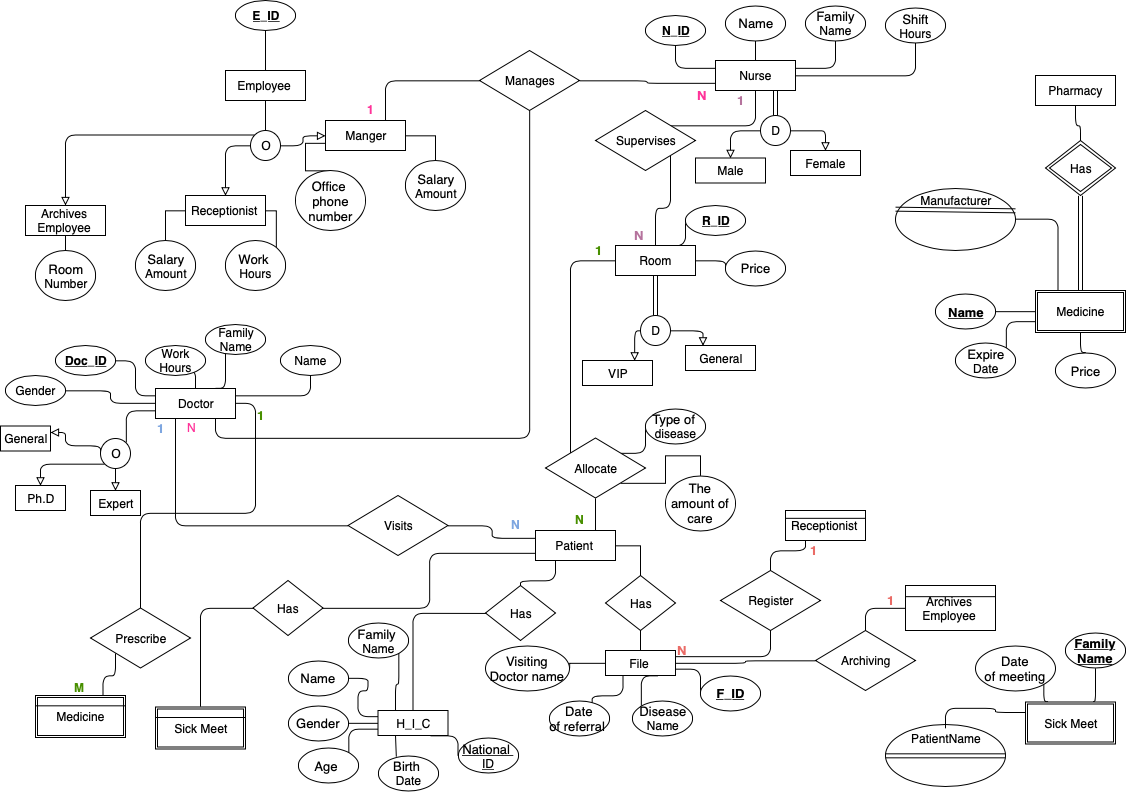 E_ID
N_ID
Name
Family
Name
Shift
Hours
Employee
Manages
Nurse
Pharmacy
1
N
1
O
Manger
Supervises
D
Male
Female
Has
Office
phone
number
Salary
Amount
Archives
Employee
Receptionist
Manufacturer
R_ID
N
1
Room
Price
Room
Number
Salary
Amount
Work
Hours
Medicine
Name
Expire
Date
Price
D
VIP
General
Family
Name
Doc_ID
Work
Hours
Name
Gender
Doctor
1
N
1
General
O
Ph.D
Expert
Type of
disease
Allocate
The
amount of
care
Visits
N
N
Patient
Receptionist
1
Has
Has
Has
Register
1
Archives
Employee
Prescribe
Family
Name
N
File
Archiving
Visiting
Doctor name
F_ID
Date
of referral
Disease
Name
Date
of meeting
Family
Name
M
Medicine
Sick Meet
Name
Gender
H_I_C
Age
Birth
Date
National
_ID
Sick Meet
PatientName